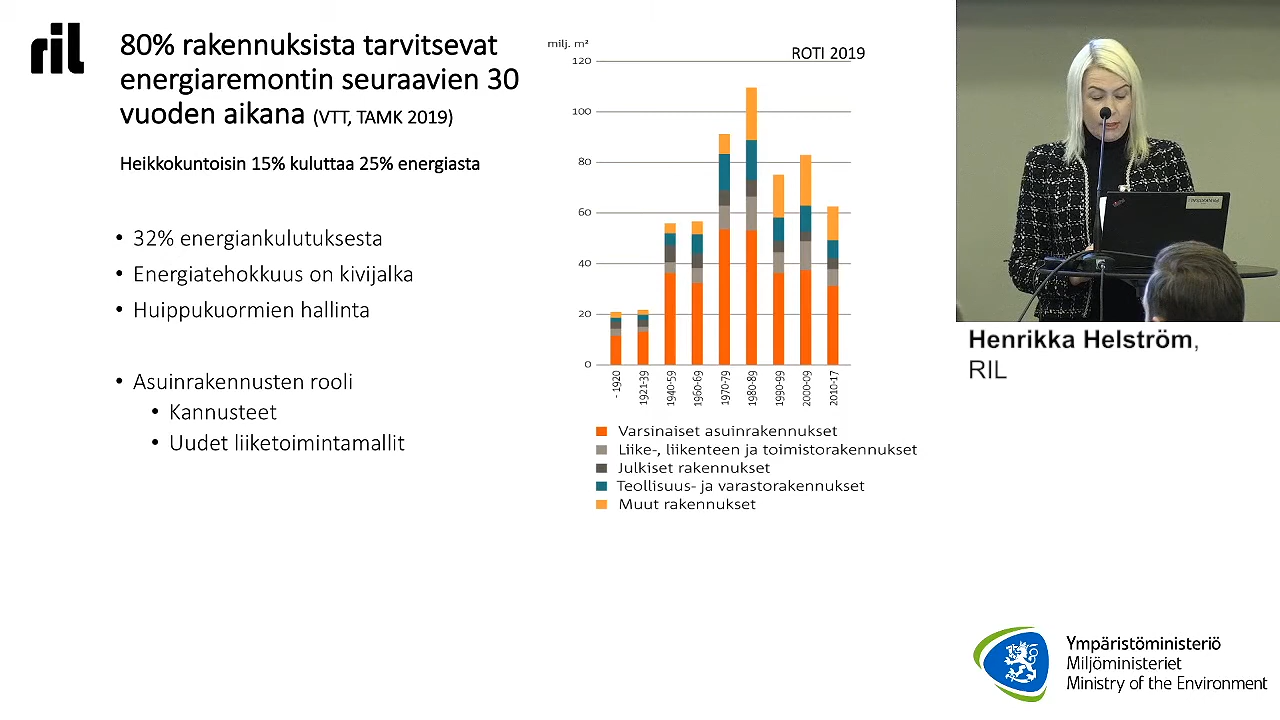 ril
80% rakennuksista tarvitsevat
energiaremontin seuraavien 30
vuoden aikana (VTT, TAMK 2019)
Heikkokuntoisin 15% kuluttaa 25% energiasta
• 32% energiankulutuksesta
• Energiatehokkuus on kivijalka
• Huippukuormien hallinta
• Asuinrakennusten rooli
• Kannusteet
• Uudet liiketoimintamallit
milj. m²
ROTI 2019
120
100
80
60
40
20
0
- 1920
1921-39
1940-59
1960-69
1970-79
1980-89
1990-99
2000-09
2010-17
Varsinaiset asuinrakennukset
Liike-, liikenteen ja toimistorakennukset
Julkiset rakennukset
Teollisuus- ja varastorakennukset
Muut rakennukset
Henrikka Helström,
RIL
Ympäristöministeriö
Miljöministeriet
Ministry of the Environment